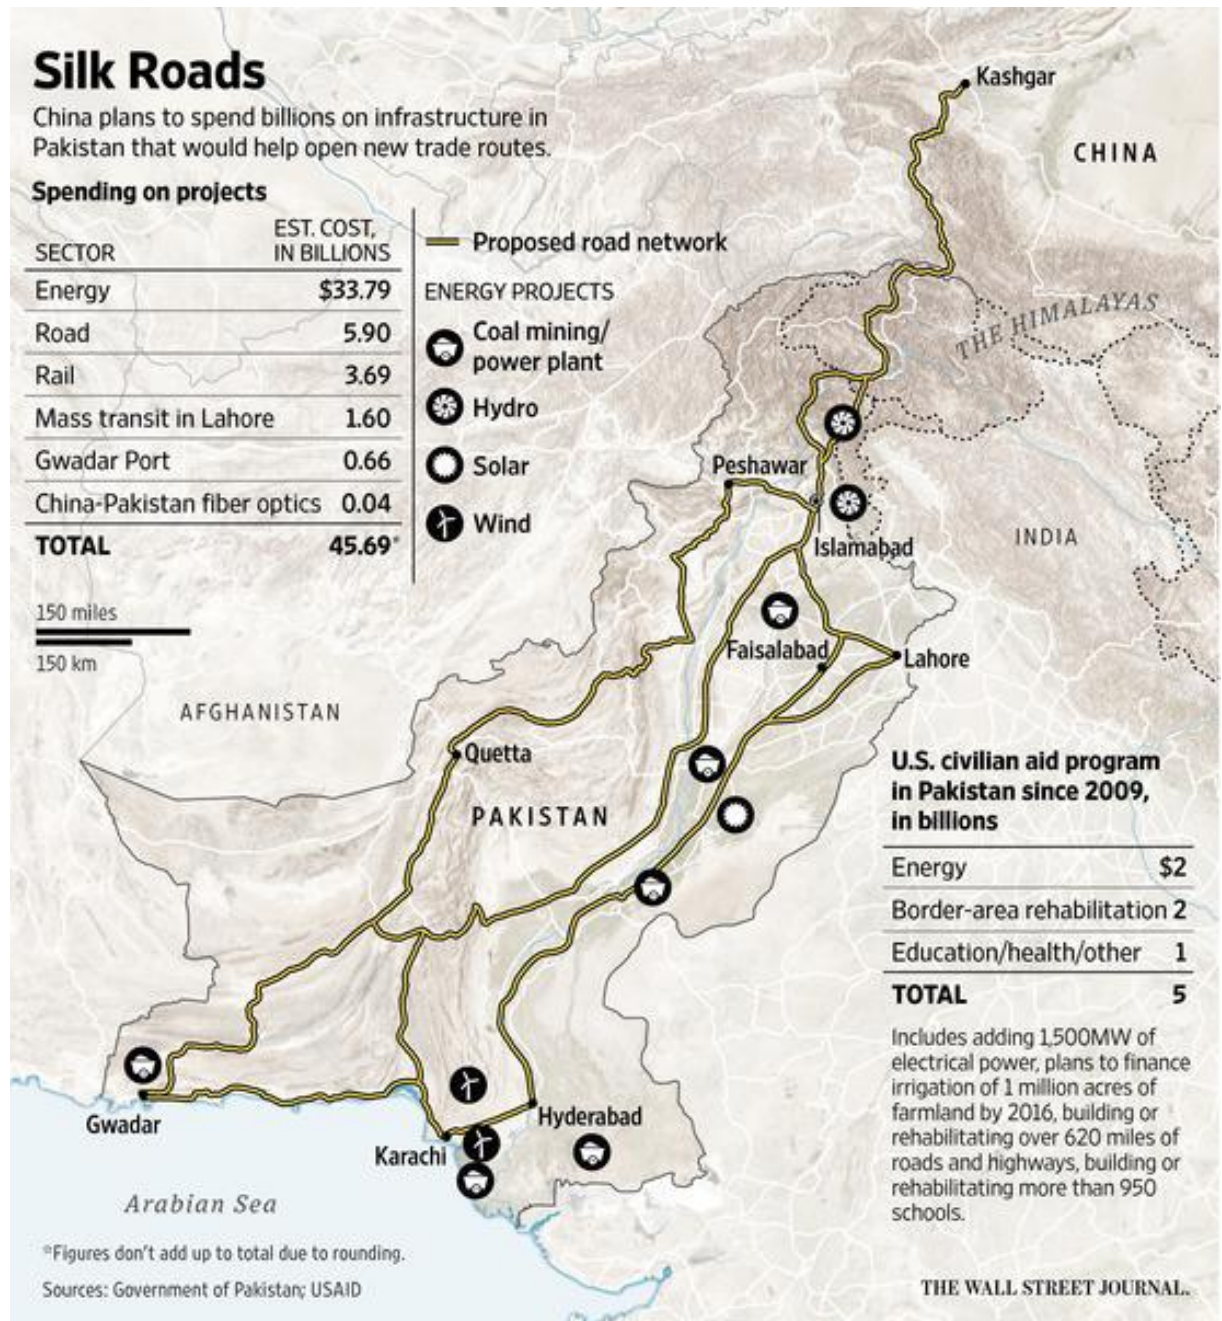 Silk Roads
China plans to spend billions on infrastructure in
Pakistan that would help open new trade routes.
Spending on projects
SECTOR EST. COST, IN BILLIONS
Energy $33.79
Road 5.90
Rail 3.69
Mass transit in Lahore 1.60
Gwadar Port 0.66
China-Pakistan fiber optics 0.04
TOTAL 45.69*
150 miles
150 km
Proposed road network
ENERGY PROJECTS
Coal mining/
power plant
Hydro
Solar
Wind
Kashgar
CHINA
THE HIMALAYAS
Peshawar
Islamabad
INDIA
Faisalabad
Lahore
AFGHANISTAN
Quetta
PAKISTAN
Gwadar
Karachi
Hyderabad
Arabian Sea
U.S. civilian aid program
in Pakistan since 2009,
in billions
Energy $2
Border-area rehabilitation 2
Education/health/other 1
TOTAL 5
Includes adding 1,500MW of
electrical power, plans to finance
irrigation of 1 million acres of
farmland by 2016, building or
rehabilitating over 620 miles of
roads and highways, building or
rehabilitating more than 950
schools.
*Figures don't add up to total due to rounding.
Sources: Government of Pakistan; USAID
THE WALL STREET JOURNAL.